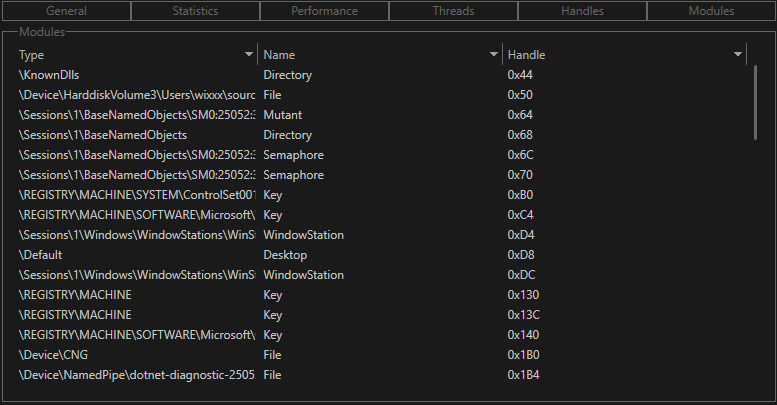 General Statistics Performance Threads Handles Modules
Modules
Type Name Handle
\KnownDlls Directory 0x44
\Device\HarddiskVolume3\Users\wixxx\sourc File 0x50
\Sessions\1\BaseNamedObjects\SM0:25052:3 Mutant 0x64
\Sessions\1\BaseNamedObjects Directory 0x68
\Sessions\1\BaseNamedObjects\SM0:25052:3 Semaphore 0x6C
\Sessions\1\BaseNamedObjects\SM0:25052:3 Semaphore 0x70
\REGISTRY\MACHINE\SYSTEM\ControlSet001 Key 0xB0
\REGISTRY\MACHINE\SOFTWARE\Microsoft\ Key 0xC4
\Sessions\1\Windows\WindowStations\WinSt WindowStation 0xD4
\Default Desktop 0xD8
\Sessions\1\Windows\WindowStations\WinSt WindowStation 0xDC
\REGISTRY\MACHINE Key 0x130
\REGISTRY\MACHINE Key 0x13C
\REGISTRY\MACHINE\SOFTWARE\Microsoft\ Key 0x140
\Device\CNG File 0x1B0
\Device\NamedPipe\dotnet-diagnostic-2505 File 0x1B4